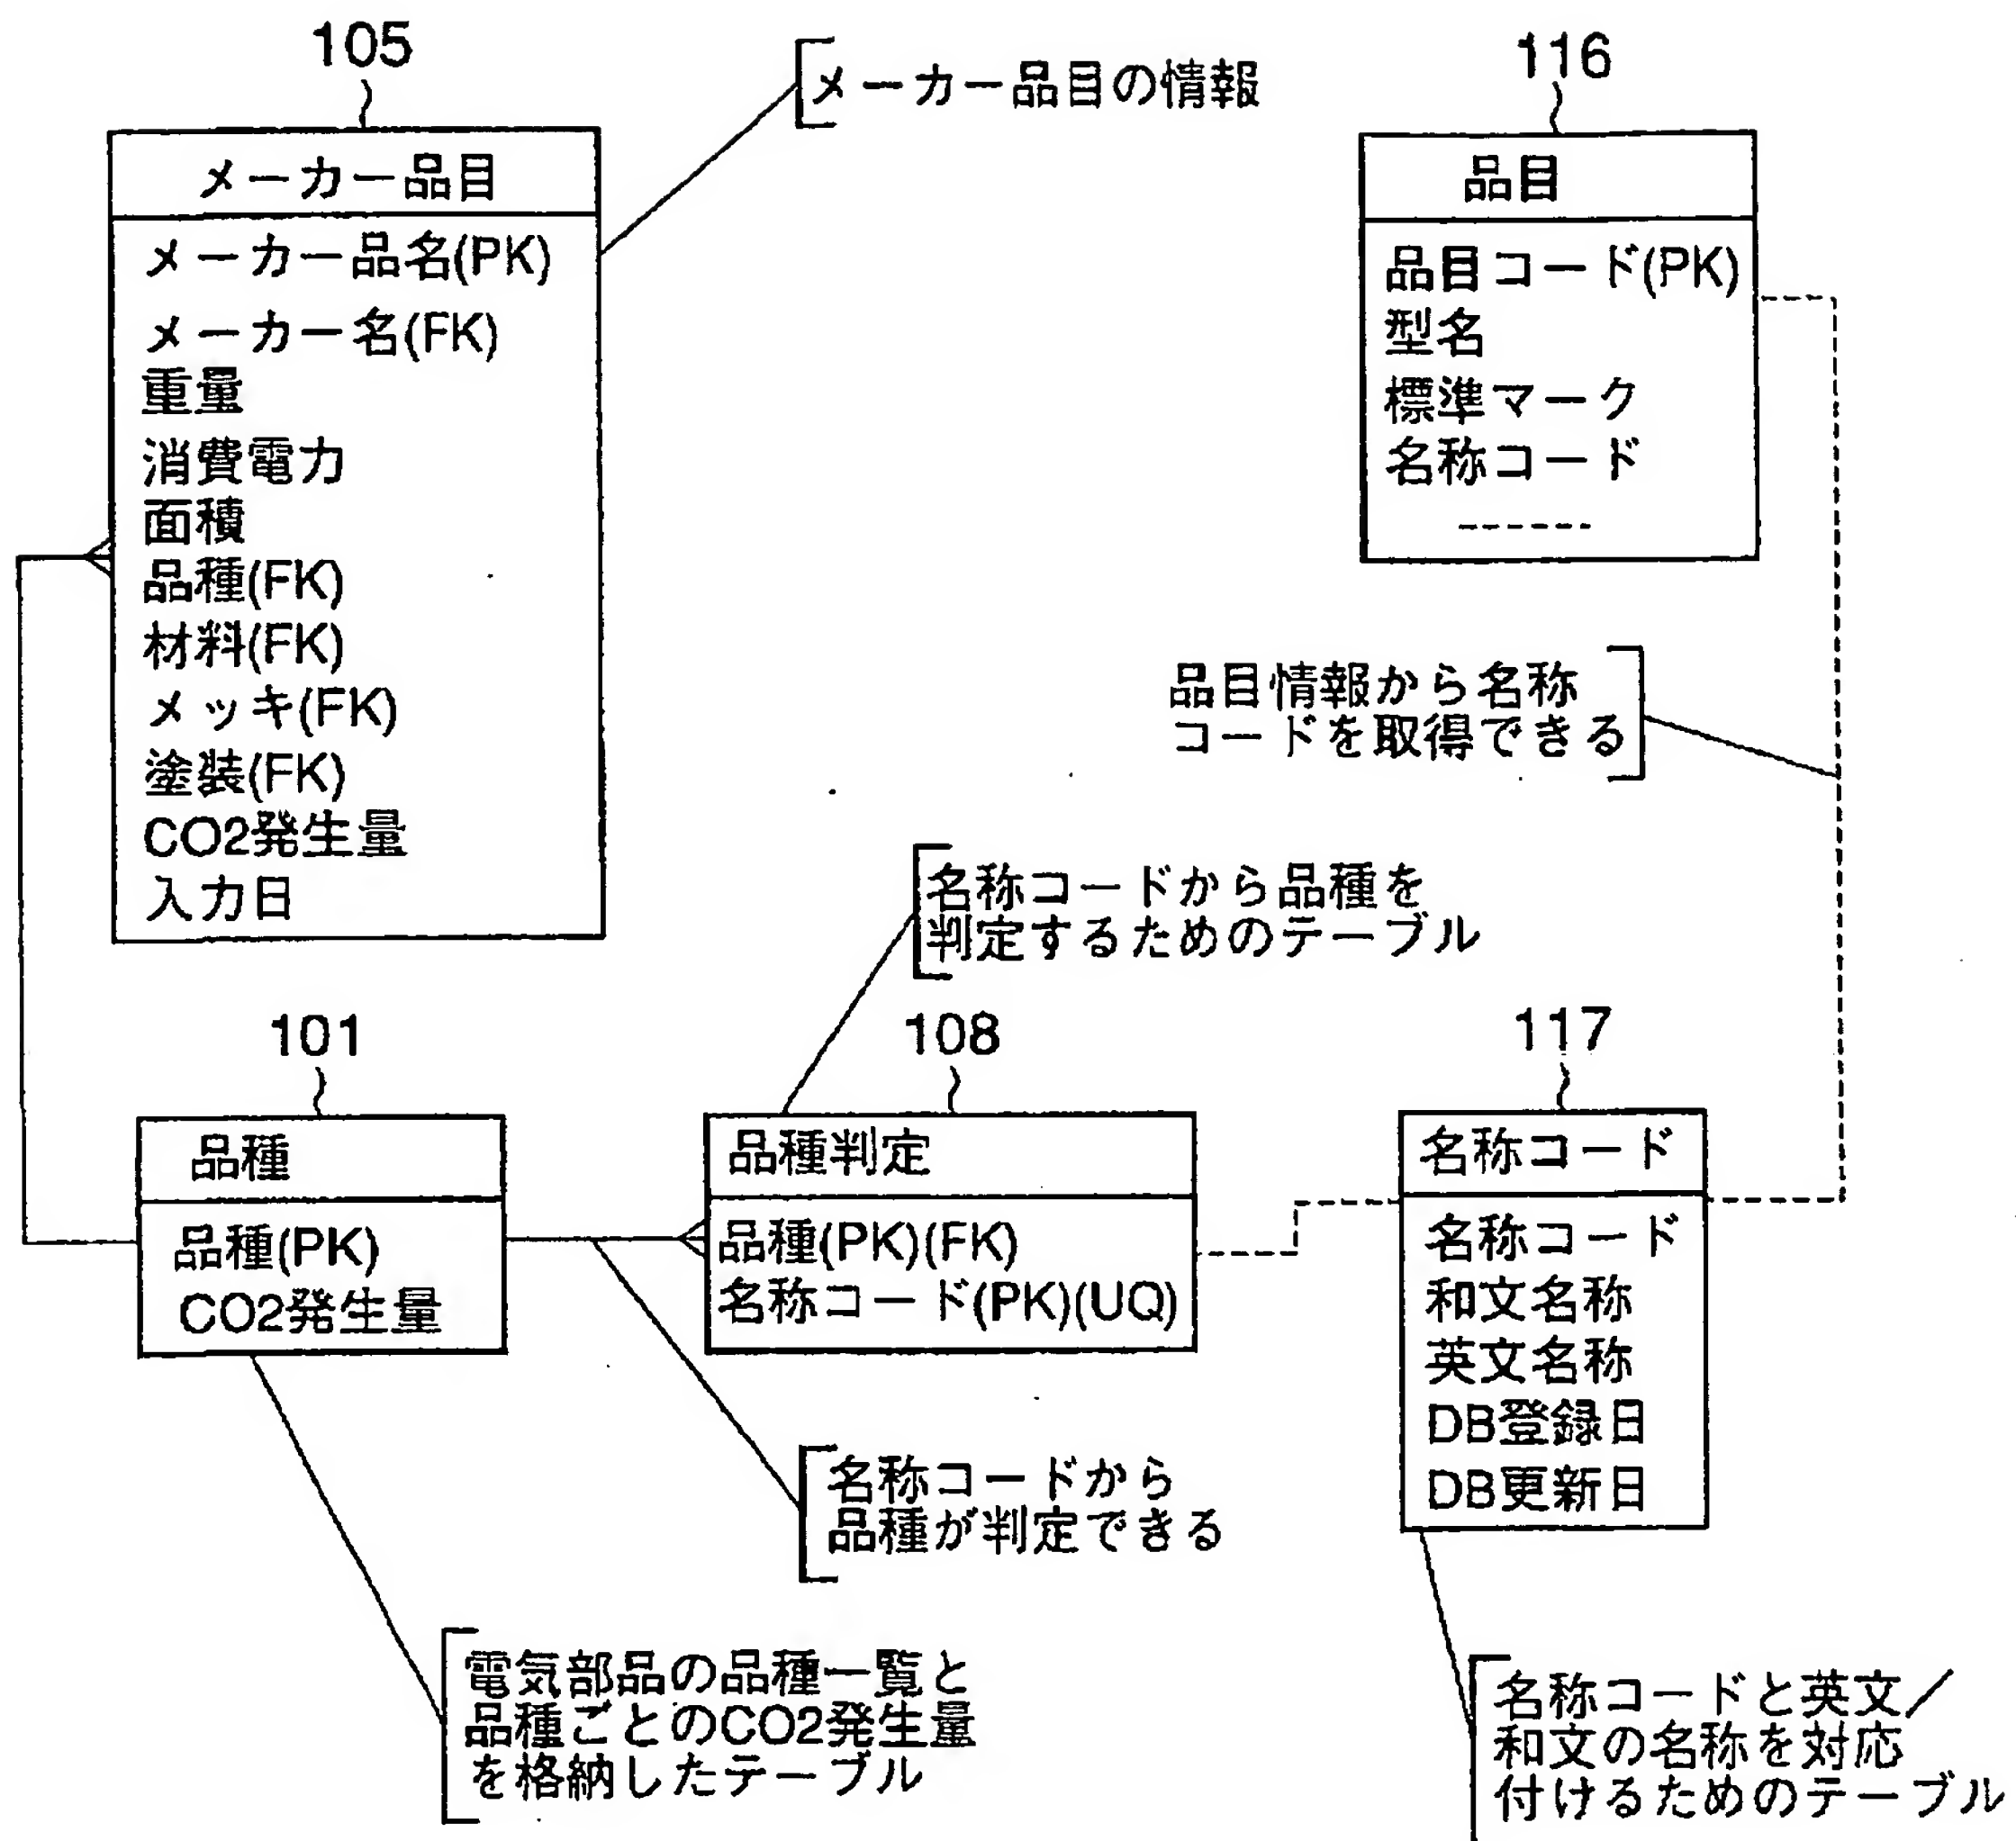 105
メーカー品目の情報
116
メーカー品目
メーカー品名(PK)
メーカー名(FK)
重量
消費電力
面積
品種(FK)
材料(FK)
メッキ(FK)
塗装(FK)
CO2発生量
入力日
品目
品目コード(PK)
型名
標準マーク
名称コード
品目情報から名称
コードを取得できる
名称コードから品種を
判定するためのテーブル
101
108
117
品種
品種(PK)
CO2発生量
品種判定
品種(PK)(FK)
名称コード(PK)(UQ)
名称コード
名称コード
和文名称
英文名称
DB登録日
DB更新日
名称コードから
品種が判定できる
電気部品の品種一覧と
品種ごとのCO2発生量
を格納したテーブル
名称コードと英文/
和文の名称を対応
付けるためのテーブル